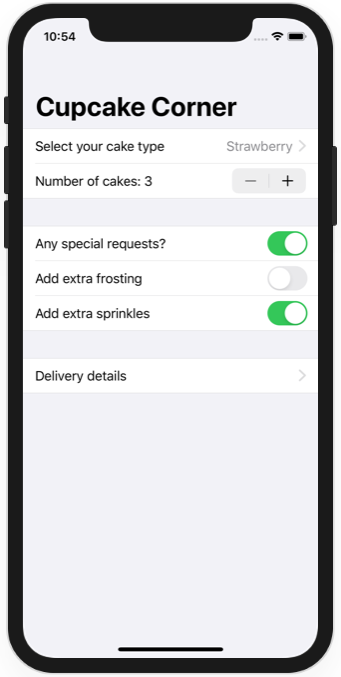 10:54
Cupcake Corner
Select your cake type Strawberry
Number of cakes: 3
Any special requests?
Add extra frosting
Add extra sprinkles
Delivery details